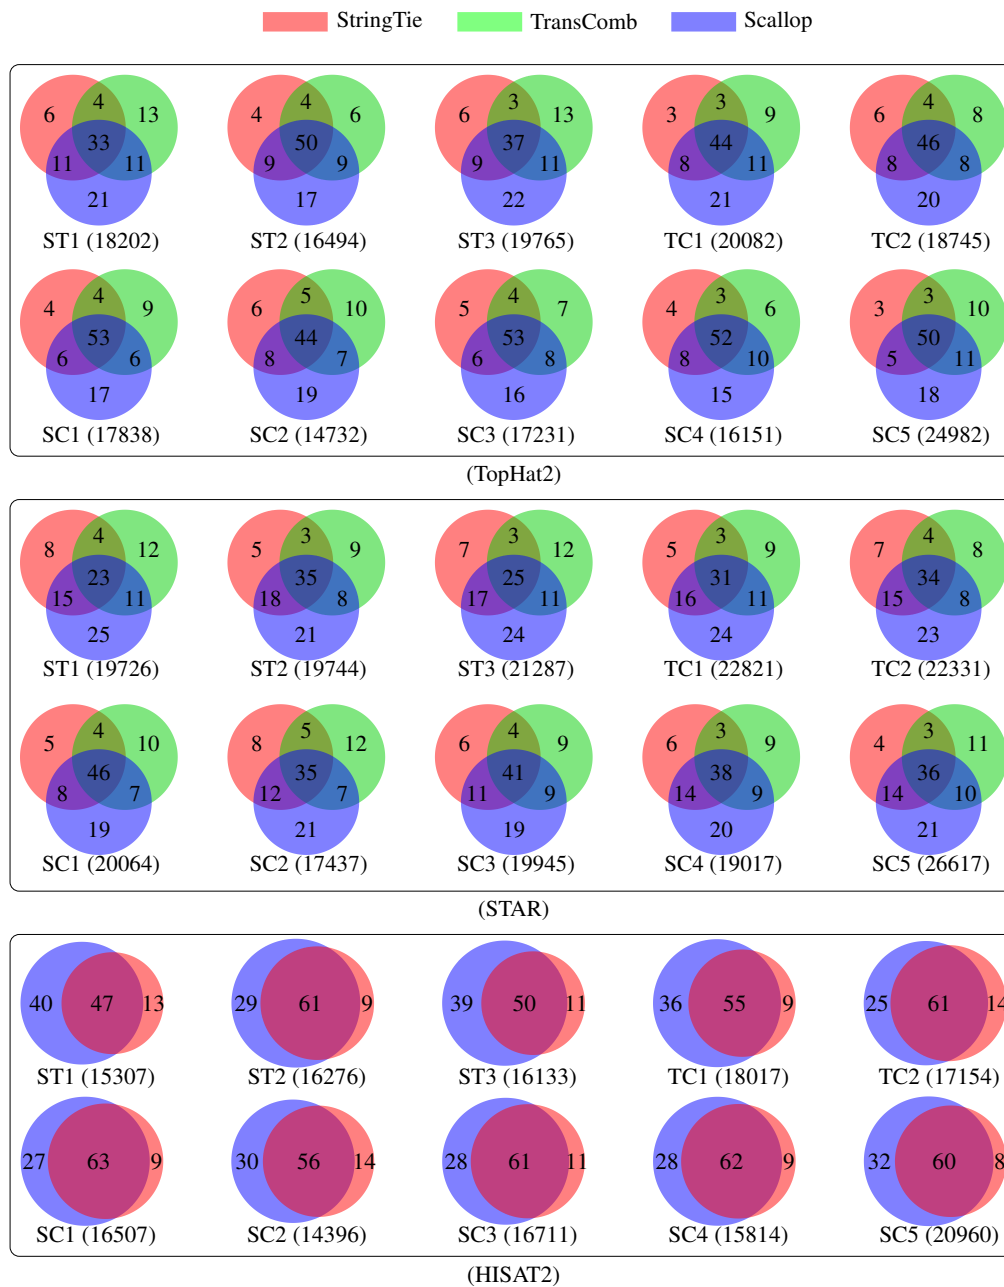 StringTie TransComb Scallop
6 4 13 4 4 6 6 3 13 3 3 9 6 4 8
33 50 37 44 46
11 11 9 9 9 11 8 11 8 8
21 17 22 21 20
ST1 (18202) ST2 (16494) ST3 (19765) TC1 (20082) TC2 (18745)
4 4 9 6 5 10 5 4 7 4 3 6 3 3 10
53 44 53 52 50
6 6 8 7 6 8 8 10 5 11
17 19 16 15 18
SC1 (17838) SC2 (14732) SC3 (17231) SC4 (16151) SC5 (24982)
(TopHat2)
8 4 12 5 3 9 7 3 12 5 3 9 7 4 8
23 35 25 31 34
15 11 18 8 17 11 16 11 15 8
25 21 24 24 23
ST1 (19726) ST2 (19744) ST3 (21287) TC1 (22821) TC2 (22331)
5 4 10 8 5 12 6 4 9 6 3 9 4 3 11
46 35 41 38 36
8 7 12 7 11 9 14 9 14 10
19 21 19 20 21
SC1 (20064) SC2 (17437) SC3 (19945) SC4 (19017) SC5 (26617)
(STAR)
40 47 13 29 61 9 39 50 11 36 55 9 25 61 14
ST1 (15307) ST2 (16276) ST3 (16133) TC1 (18017) TC2 (17154)
27 63 9 30 56 14 28 61 11 28 62 9 32 60 8
SC1 (16507) SC2 (14396) SC3 (16711) SC4 (15814) SC5 (20960)
(HISAT2)